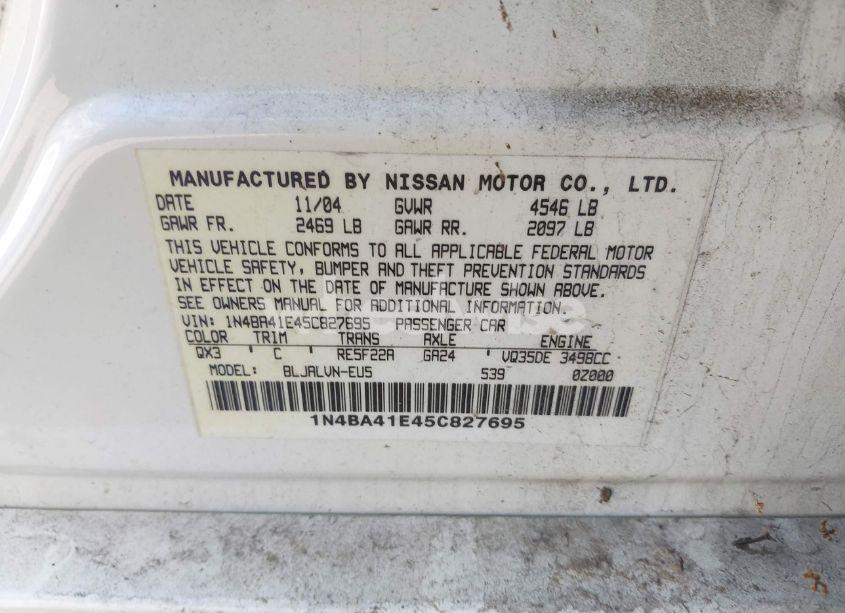 MANUFACTURED BY NISSAN MOTOR CO., LTD.
DATE 11/04 GVWR 4546 LB
GAWR FR. 2469 LB GAWR RR. 2097 LB
THIS VEHICLE CONFORMS TO ALL APPLICABLE FEDERAL MOTOR
VEHICLE SAFETY, BUMPER AND THEFT PREVENTION STANDARDS
IN EFFECT ON THE DATE OF MANUFACTURE SHOWN ABOVE.
SEE OWNERS MANUAL FOR ADDITIONAL INFORMATION.
VIN: 1N4BA41E45C827695 PASSENGER CAR
COLOR TRIM TRANS AXLE ENGINE
QX3 C RE5F22A GA24 VQ35DE 3498CC
MODEL: BLJALVN-EU5 539 0Z000
1N4BA41E45C827695